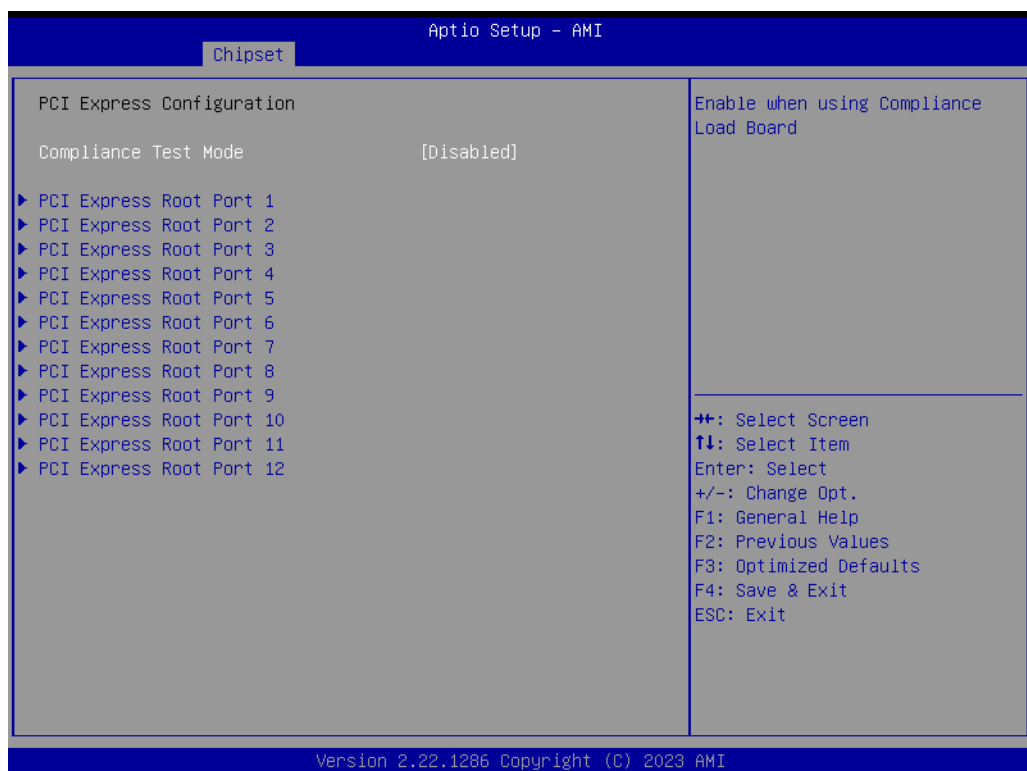 Aptio Setup – AMI
Chipset
PCI Express Configuration
Compliance Test Mode [Disabled]
PCI Express Root Port 1
PCI Express Root Port 2
PCI Express Root Port 3
PCI Express Root Port 4
PCI Express Root Port 5
PCI Express Root Port 6
PCI Express Root Port 7
PCI Express Root Port 8
PCI Express Root Port 9
PCI Express Root Port 10
PCI Express Root Port 11
PCI Express Root Port 12
Enable when using Compliance
Load Board
→←: Select Screen
↑↓: Select Item
Enter: Select
+/-: Change Opt.
F1: General Help
F2: Previous Values
F3: Optimized Defaults
F4: Save & Exit
ESC: Exit
Version 2.22.1286 Copyright (C) 2023 AMI